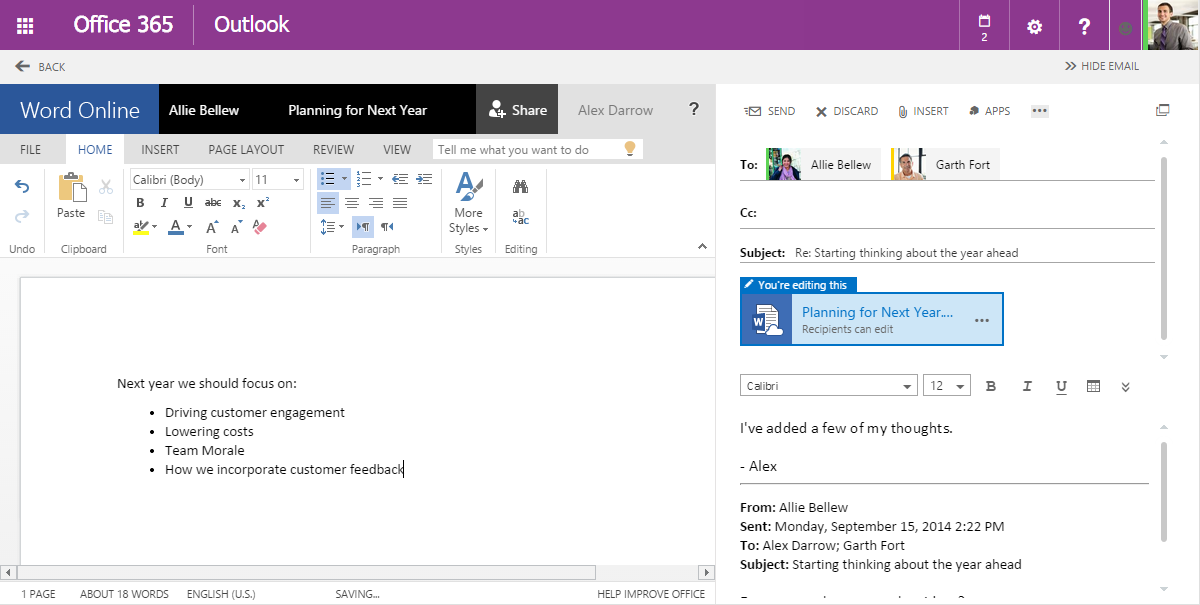 Office 365
Outlook
2
?
BACK
HIDE EMAIL
Word Online
Allie Bellew
Planning for Next Year
Share
Alex Darrow
?
FILE
HOME
INSERT
PAGE LAYOUT
REVIEW
VIEW
Tell me what you want to do
Calibri (Body)
11
Paste
B I U abc x₂ x²
ab
A
A
A
More
Styles
ab
ac
Undo
Clipboard
Font
Paragraph
Styles
Editing
Next year we should focus on:
• Driving customer engagement
• Lowering costs
• Team Morale
• How we incorporate customer feedback
1 PAGE
ABOUT 18 WORDS
ENGLISH (U.S.)
SAVING...
HELP IMPROVE OFFICE
SEND
DISCARD
INSERT
APPS
To:
Allie Bellew
Garth Fort
Cc:
Subject: Re: Starting thinking about the year ahead
You're editing this
W
Planning for Next Year....
Recipients can edit
Calibri
12
B I U
I've added a few of my thoughts.
- Alex
From: Allie Bellew
Sent: Monday, September 15, 2014 2:22 PM
To: Alex Darrow; Garth Fort
Subject: Starting thinking about the year ahead